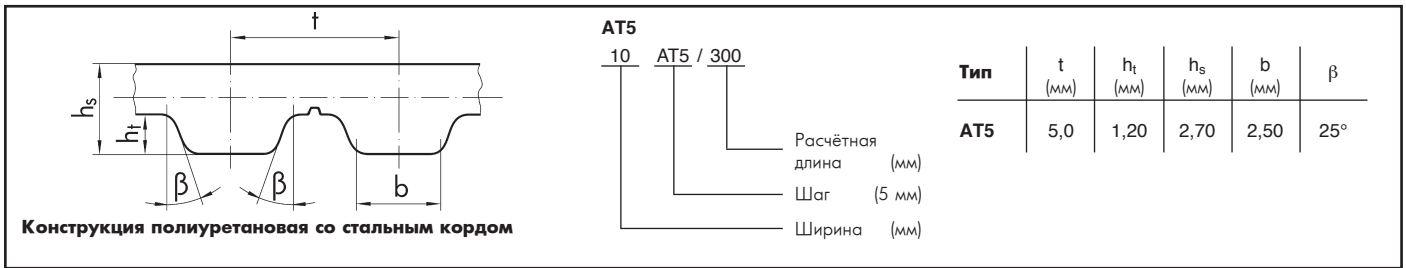 t
hs
ht
β
β
b
Конструкция полиуретановая со стальным кордом
AT5
10 AT5 / 300
Расчётная
длина (мм)
Шаг (5 мм)
Ширина (мм)
Тип t ht hs b β
(мм) (мм) (мм) (мм)
AT5 5,0 1,20 2,70 2,50 25°